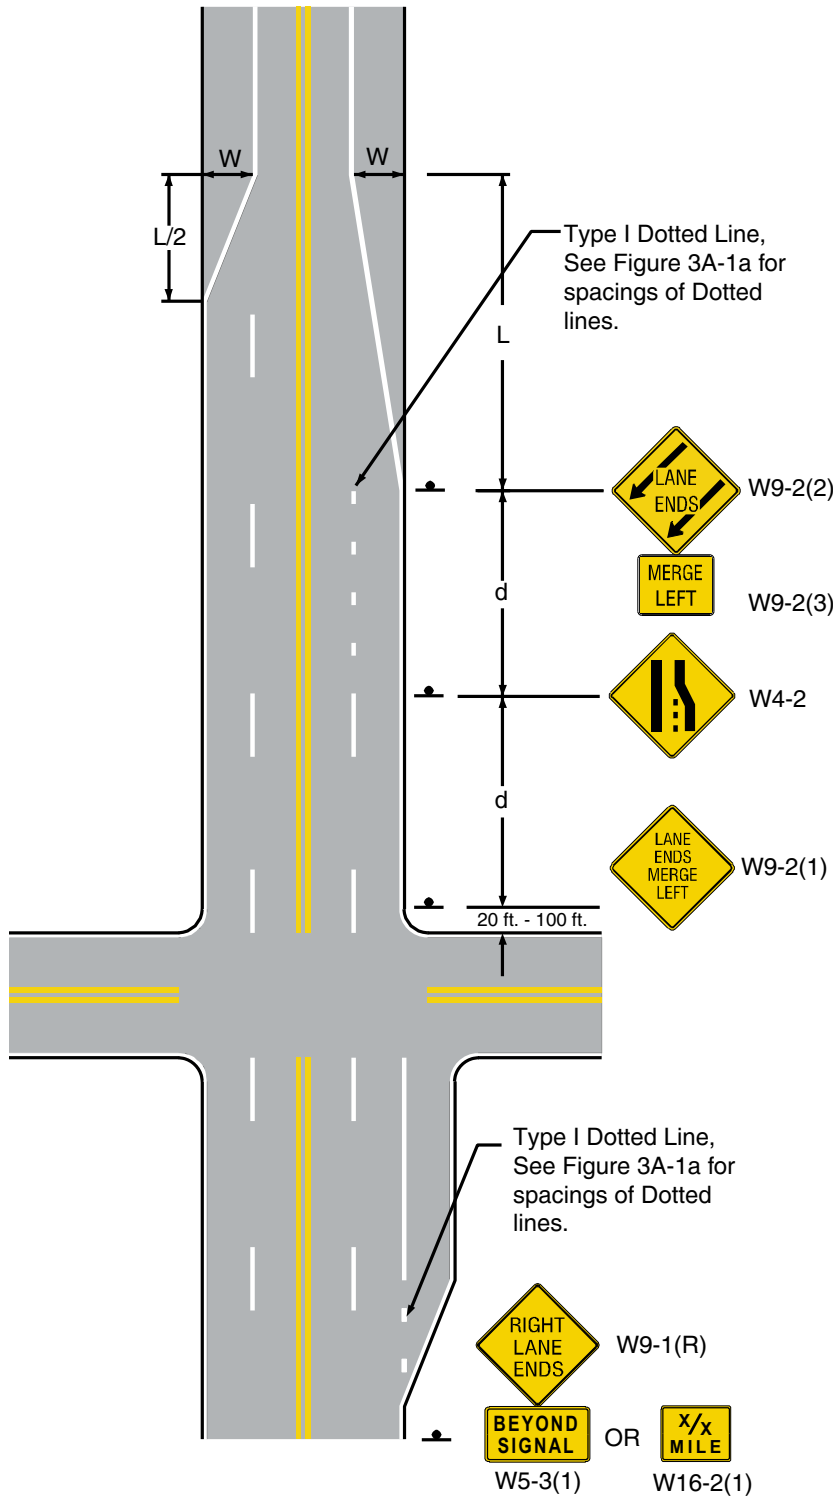 W
W
L/2
Type I Dotted Line,
See Figure 3A-1a for
spacings of Dotted
lines.
L
LANE
ENDS
W9-2(2)
MERGE
LEFT
W9-2(3)
d
W4-2
d
LANE
ENDS
MERGE
LEFT
W9-2(1)
20 ft. - 100 ft.
Type I Dotted Line,
See Figure 3A-1a for
spacings of Dotted
lines.
RIGHT
LANE
ENDS
W9-1(R)
BEYOND
SIGNAL
OR
X/X
MILE
W5-3(1)
W16-2(1)